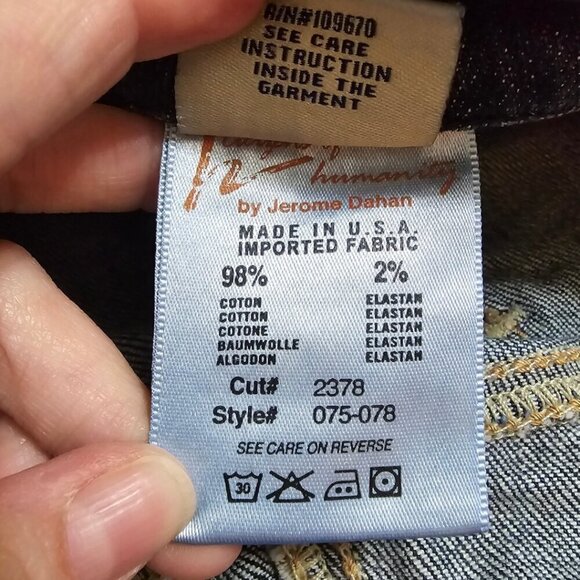 R/N#109670
SEE CARE
INSTRUCTION
INSIDE THE
GARMENT
of
humanity
by Jerome Dahan
MADE IN U.S.A.
IMPORTED FABRIC
98% 2%
COTON ELASTAN
COTTON ELASTAN
COTONE ELASTAN
BAUMWOLLE ELASTAN
ALGODON ELASTAN
Cut# 2378
Style# 075-078
SEE CARE ON REVERSE
30